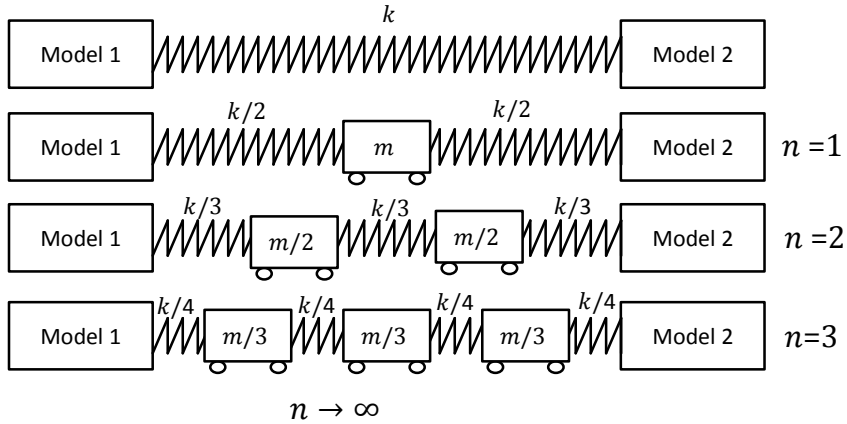 k
Model 1 Model 2
k/2 k/2
Model 1 m Model 2 n =1
k/3 k/3 k/3
Model 1 m/2 m/2 Model 2 n=2
k/4 k/4 k/4 k/4
Model 1 m/3 m/3 m/3 Model 2 n=3
n → ∞